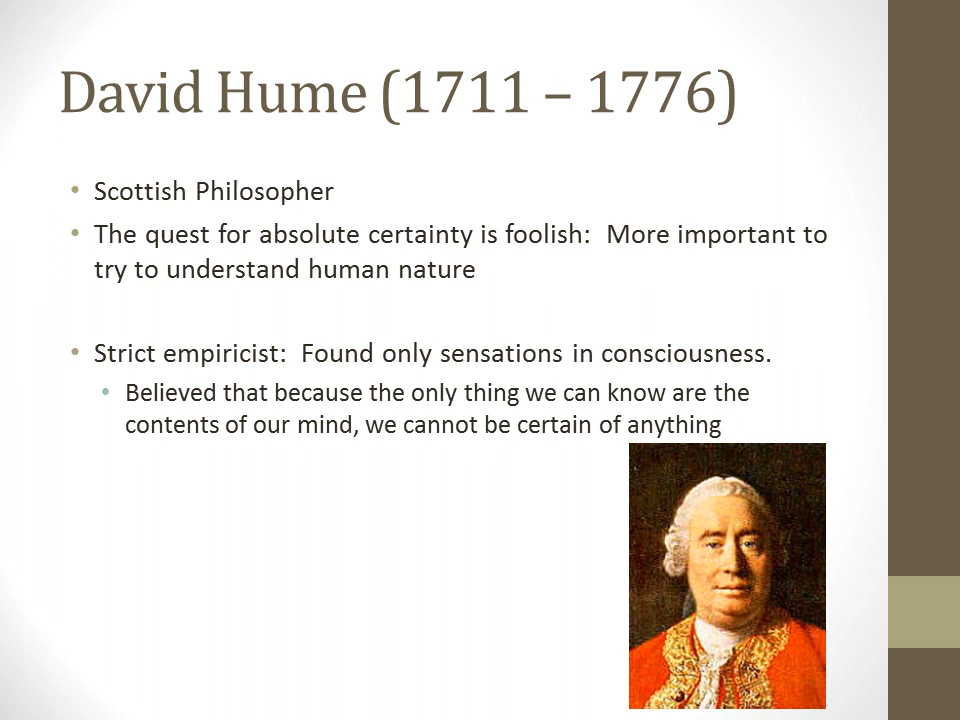 David Hume (1711 – 1776)
• Scottish Philosopher
• The quest for absolute certainty is foolish:  More important to
try to understand human nature
• Strict empiricist:  Found only sensations in consciousness.
• Believed that because the only thing we can know are the
contents of our mind, we cannot be certain of anything